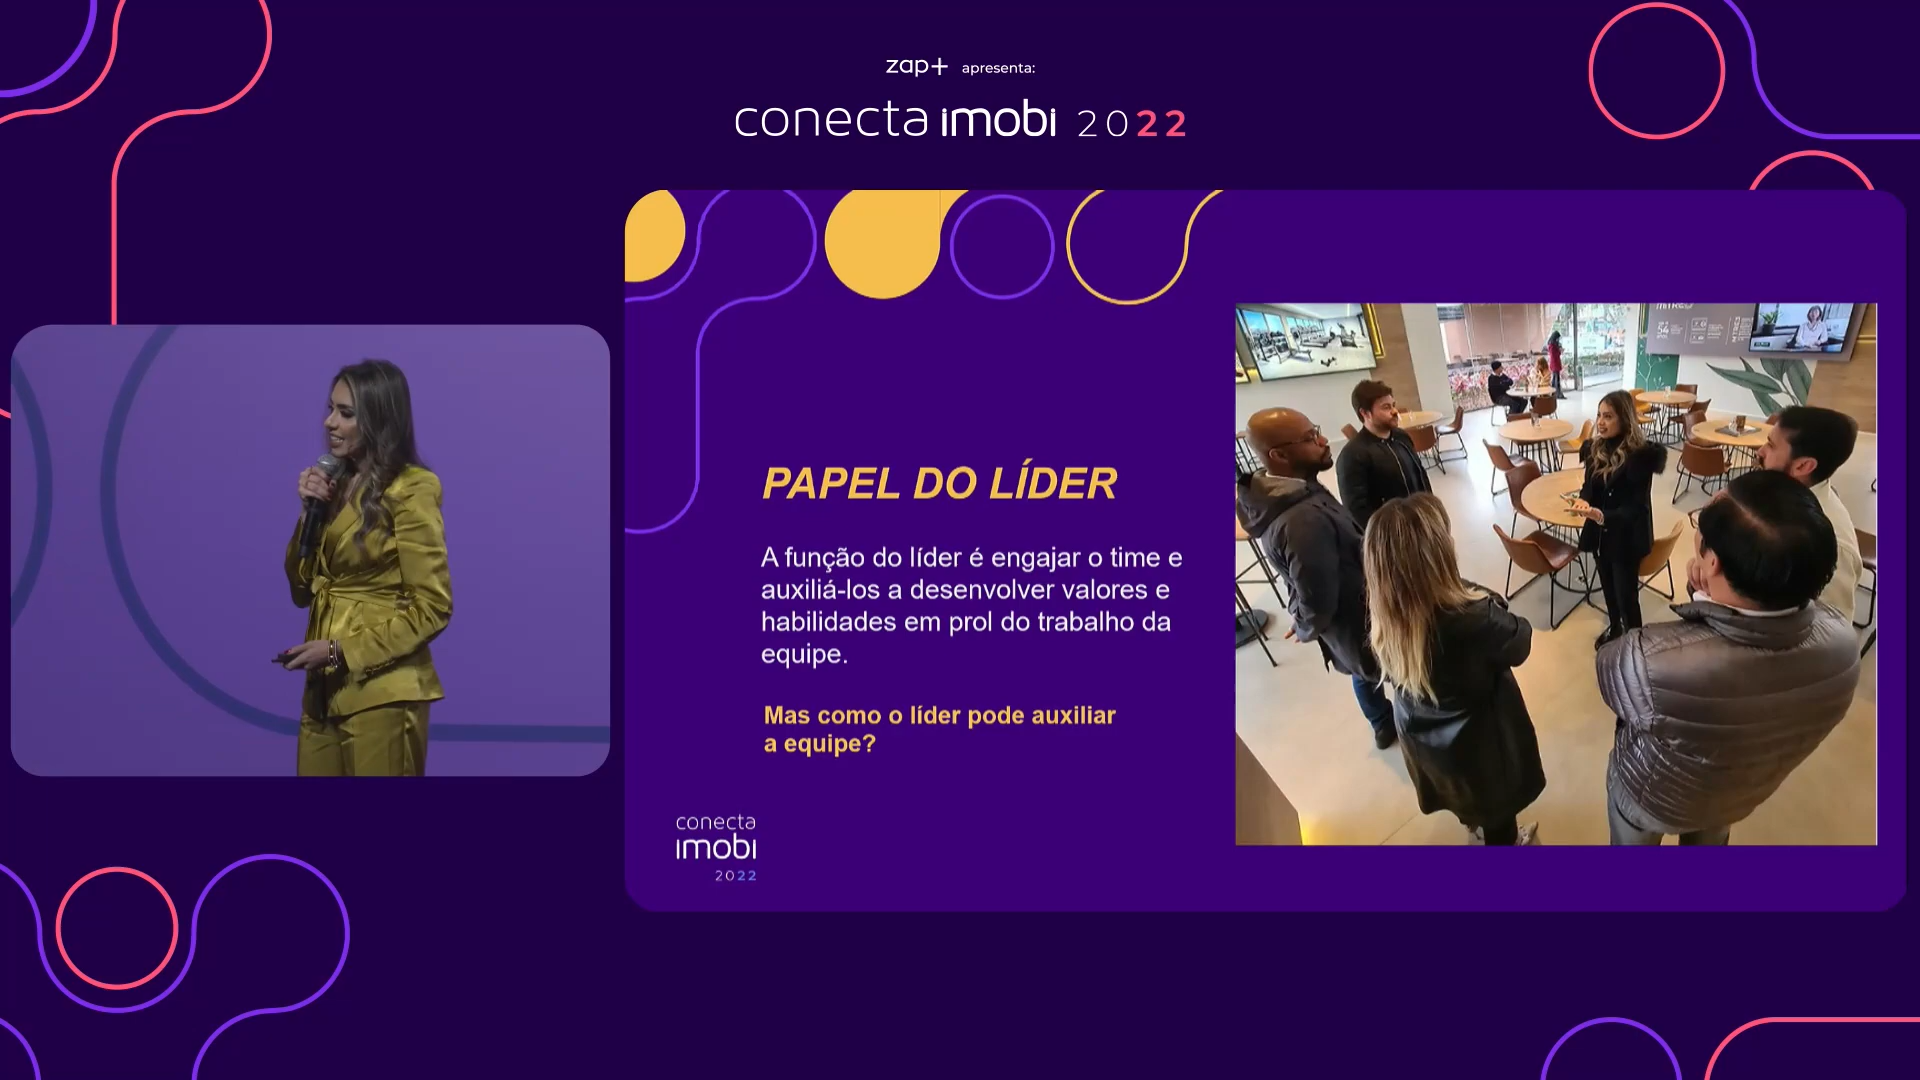 zap+ apresenta:
conecta imobi 2022
PAPEL DO LÍDER
A função do líder é engajar o time e
auxiliá-los a desenvolver valores e
habilidades em prol do trabalho da
equipe.
Mas como o líder pode auxiliar
a equipe?
conecta
imobi
2022